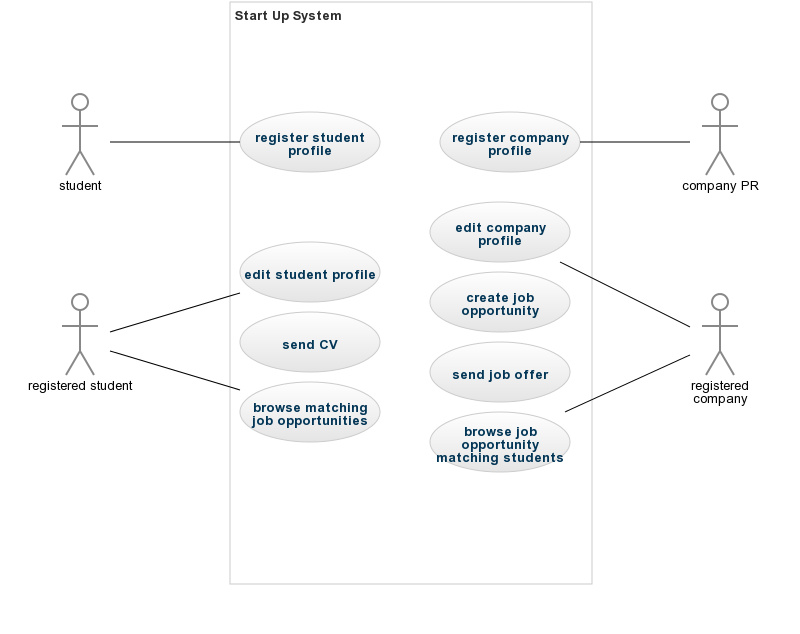 Start Up System
register student
profile
register company
profile
student
company PR
edit company
profile
edit student profile
create job
opportunity
send CV
send job offer
registered student
registered
company
browse matching
job opportunities
browse job
opportunity
matching students